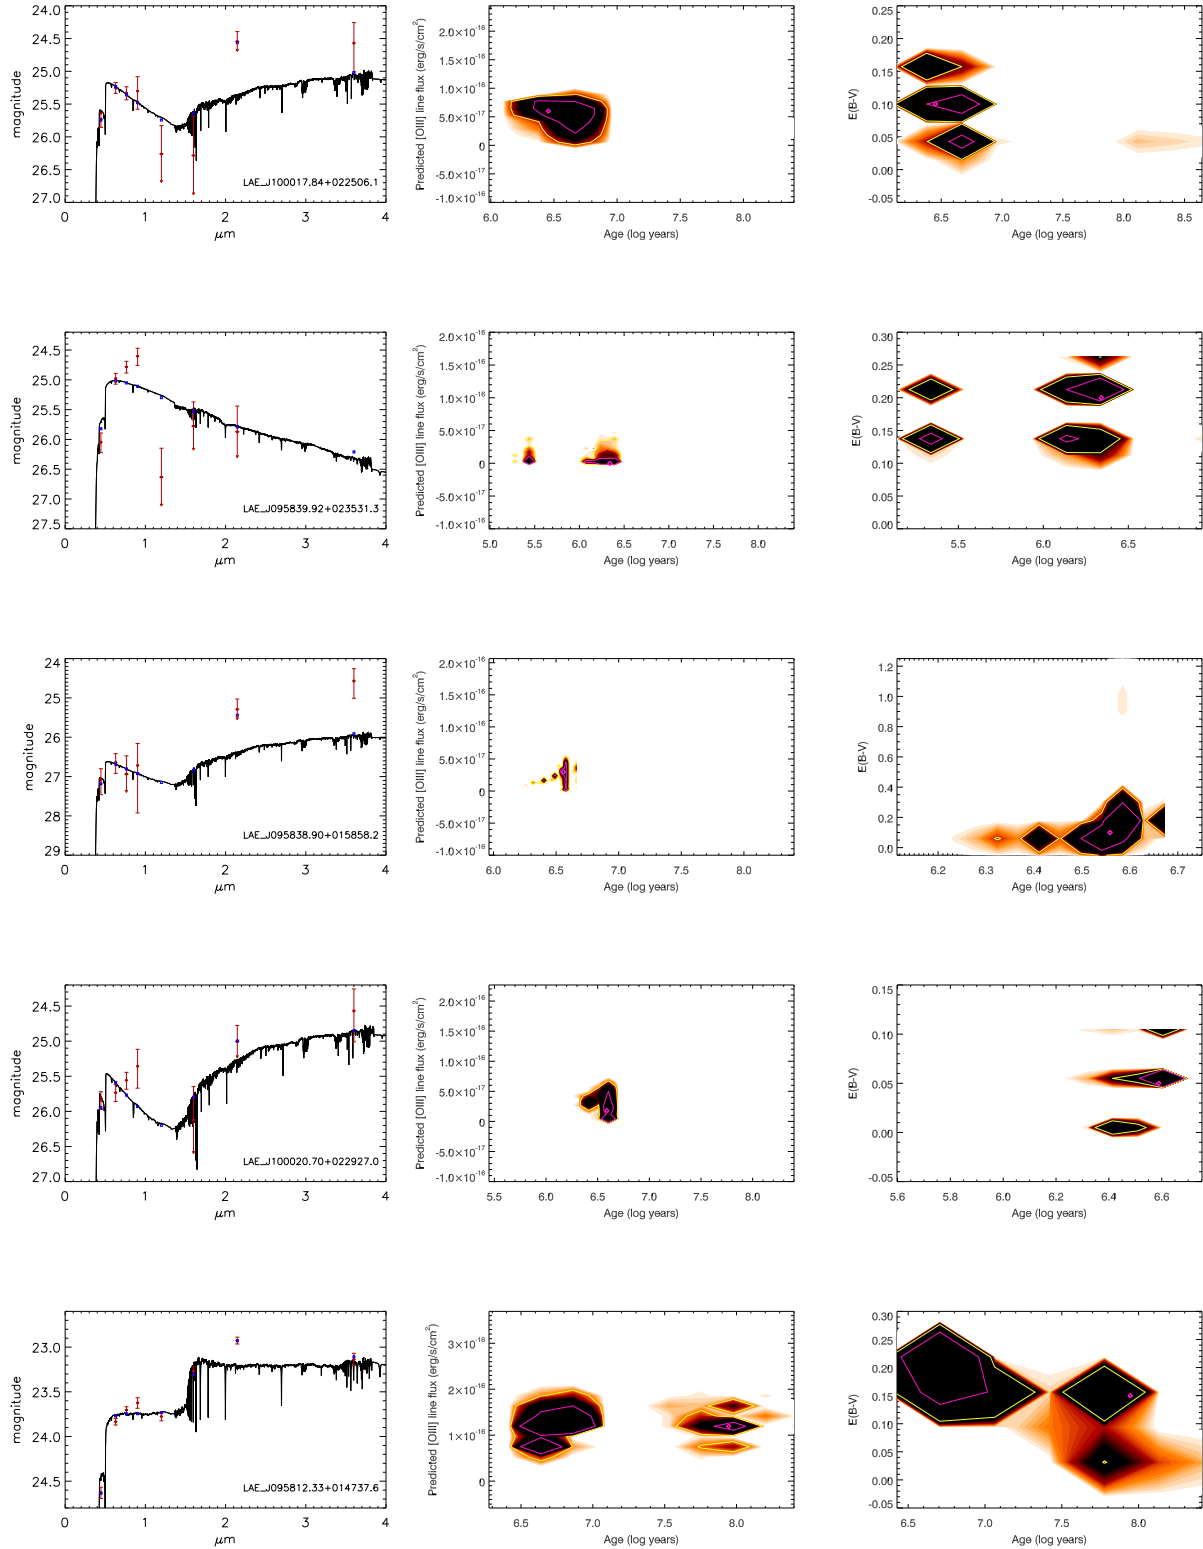 24.0
24.5
25.0
25.5
26.0
26.5
27.0
magnitude
LAE_J100017.84+022506.1
0 1 2 3 4
μm
2.0×10⁻¹⁶
1.5×10⁻¹⁶
1.0×10⁻¹⁶
5.0×10⁻¹⁷
0
-5.0×10⁻¹⁷
-1.0×10⁻¹⁶
Predicted [OIII] line flux (erg/s/cm²)
6.0 6.5 7.0 7.5 8.0
Age (log years)
0.25
0.20
0.15
0.10
0.05
0.00
-0.05
E(B-V)
6.5 7.0 7.5 8.0 8.5
Age (log years)
24.5
25.0
25.5
26.0
26.5
27.0
27.5
magnitude
LAE_J095839.92+023531.3
0 1 2 3 4
μm
2.0×10⁻¹⁶
1.5×10⁻¹⁶
1.0×10⁻¹⁶
5.0×10⁻¹⁷
0
-5.0×10⁻¹⁷
-1.0×10⁻¹⁶
Predicted [OIII] line flux (erg/s/cm²)
5.0 5.5 6.0 6.5 7.0 7.5 8.0
Age (log years)
0.30
0.25
0.20
0.15
0.10
0.05
0.00
E(B-V)
5.5 6.0 6.5
Age (log years)
24
25
26
27
28
29
magnitude
LAE_J095838.90+015858.2
0 1 2 3 4
μm
2.0×10⁻¹⁶
1.5×10⁻¹⁶
1.0×10⁻¹⁶
5.0×10⁻¹⁷
0
-5.0×10⁻¹⁷
-1.0×10⁻¹⁶
Predicted [OIII] line flux (erg/s/cm²)
6.0 6.5 7.0 7.5 8.0
Age (log years)
1.2
1.0
0.8
0.6
0.4
0.2
0.0
E(B-V)
6.2 6.3 6.4 6.5 6.6 6.7
Age (log years)
24.5
25.0
25.5
26.0
26.5
27.0
magnitude
LAE_J100020.70+022927.0
0 1 2 3 4
μm
2.0×10⁻¹⁶
1.5×10⁻¹⁶
1.0×10⁻¹⁶
5.0×10⁻¹⁷
0
-5.0×10⁻¹⁷
-1.0×10⁻¹⁶
Predicted [OIII] line flux (erg/s/cm²)
5.5 6.0 6.5 7.0 7.5 8.0
Age (log years)
0.15
0.10
0.05
0.00
-0.05
E(B-V)
5.6 5.8 6.0 6.2 6.4 6.6
Age (log years)
23.0
23.5
24.0
24.5
magnitude
LAE_J095812.33+014737.6
0 1 2 3 4
μm
3×10⁻¹⁶
2×10⁻¹⁶
1×10⁻¹⁶
0
Predicted [OIII] line flux (erg/s/cm²)
6.5 7.0 7.5 8.0
Age (log years)
0.30
0.25
0.20
0.15
0.10
0.05
0.00
-0.05
E(B-V)
6.5 7.0 7.5 8.0
Age (log years)